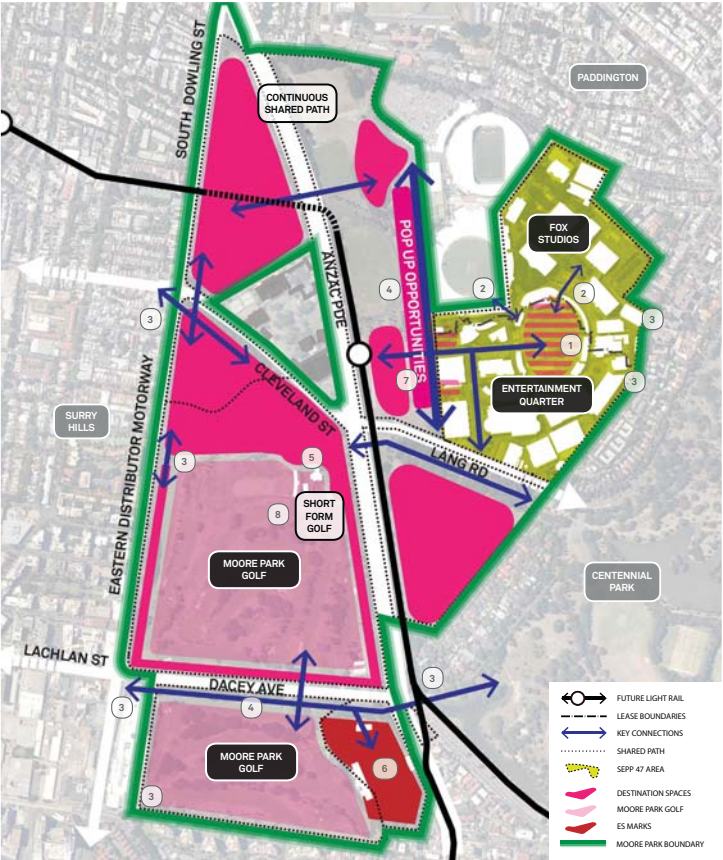 SOUTH DOWLING ST
PADDINGTON
CONTINUOUS
SHARED PATH
FOX
STUDIOS
ANZAC PDE
POP UP OPPORTUNITIES
4
2
2
3
3
1
7
3
ENTERTAINMENT
QUARTER
CLEVELAND ST
SURRY
HILLS
EASTERN DISTRIBUTOR MOTORWAY
LANG RD
3
5
8
SHORT
FORM
GOLF
MOORE PARK
GOLF
CENTENNIAL
PARK
LACHLAN ST
DACEY AVE
3
3
4
MOORE PARK
GOLF
6
3
FUTURE LIGHT RAIL
LEASE BOUNDARIES
KEY CONNECTIONS
SHARED PATH
SEPP 47 AREA
DESTINATION SPACES
MOORE PARK GOLF
ES MARKS
MOORE PARK BOUNDARY